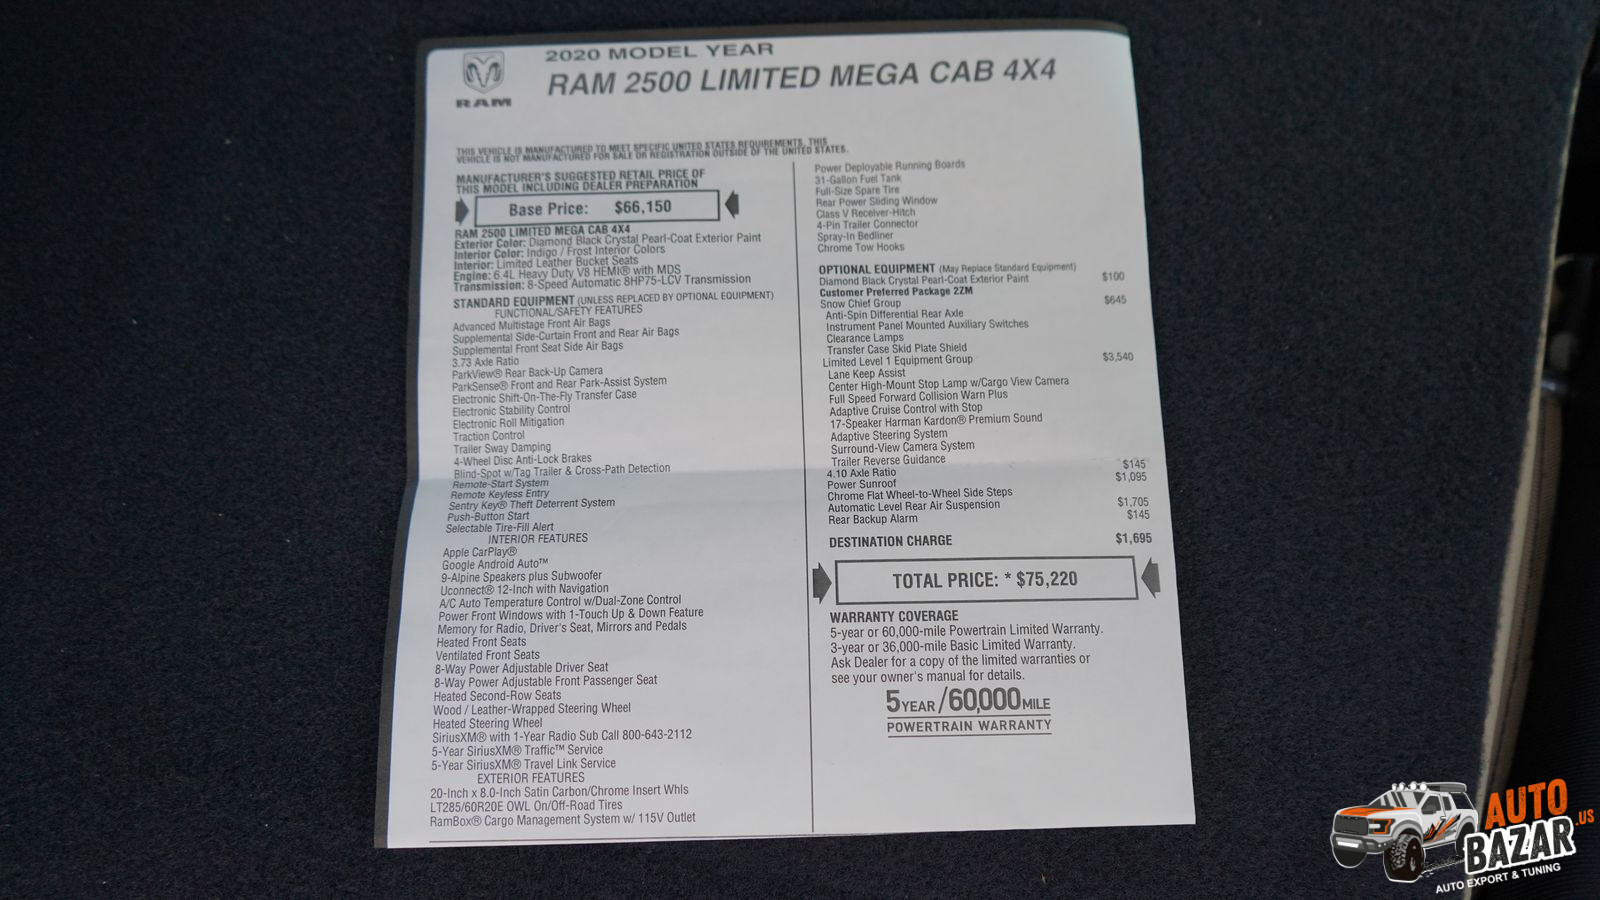 RAM
2020 MODEL YEAR
RAM 2500 LIMITED MEGA CAB 4X4
THIS VEHICLE IS MANUFACTURED TO MEET SPECIFIC UNITED STATES REQUIREMENTS. THIS
VEHICLE IS NOT MANUFACTURED FOR SALE OR REGISTRATION OUTSIDE OF THE UNITED STATES.
MANUFACTURER'S SUGGESTED RETAIL PRICE OF
THIS MODEL INCLUDING DEALER PREPARATION
Base Price: $66,150
RAM 2500 LIMITED MEGA CAB 4X4
Exterior Color: Diamond Black Crystal Pearl-Coat Exterior Paint
Interior Color: Indigo / Frost Interior Colors
Interior: Limited Leather Bucket Seats
Engine: 6.4L Heavy Duty V8 HEMI® with MDS
Transmission: 8-Speed Automatic 8HP75-LCV Transmission
STANDARD EQUIPMENT (UNLESS REPLACED BY OPTIONAL EQUIPMENT)
FUNCTIONAL/SAFETY FEATURES
Advanced Multistage Front Air Bags
Supplemental Side-Curtain Front and Rear Air Bags
Supplemental Front Seat Side Air Bags
3.73 Axle Ratio
ParkView® Rear Back-Up Camera
ParkSense® Front and Rear Park-Assist System
Electronic Shift-On-The-Fly Transfer Case
Electronic Stability Control
Electronic Roll Mitigation
Traction Control
Trailer Sway Damping
4-Wheel Disc Anti-Lock Brakes
Blind-Spot w/Tag Trailer & Cross-Path Detection
Remote-Start System
Remote Keyless Entry
Sentry Key® Theft Deterrent System
Push-Button Start
Selectable Tire-Fill Alert
INTERIOR FEATURES
Apple CarPlay®
Google Android Auto™
9-Alpine Speakers plus Subwoofer
Uconnect® 12-Inch with Navigation
A/C Auto Temperature Control w/Dual-Zone Control
Power Front Windows with 1-Touch Up & Down Feature
Memory for Radio, Driver's Seat, Mirrors and Pedals
Heated Front Seats
Ventilated Front Seats
8-Way Power Adjustable Driver Seat
8-Way Power Adjustable Front Passenger Seat
Heated Second-Row Seats
Wood / Leather-Wrapped Steering Wheel
Heated Steering Wheel
SiriusXM® with 1-Year Radio Sub Call 800-643-2112
5-Year SiriusXM® Traffic™ Service
5-Year SiriusXM® Travel Link Service
EXTERIOR FEATURES
20-Inch x 8.0-Inch Satin Carbon/Chrome Insert Whls
LT285/60R20E OWL On/Off-Road Tires
RamBox® Cargo Management System w/ 115V Outlet
Power Deployable Running Boards
31-Gallon Fuel Tank
Full-Size Spare Tire
Rear Power Sliding Window
Class V Receiver-Hitch
4-Pin Trailer Connector
Spray-In Bedliner
Chrome Tow Hooks
OPTIONAL EQUIPMENT (May Replace Standard Equipment)
Diamond Black Crystal Pearl-Coat Exterior Paint $100
Customer Preferred Package 2ZM
Snow Chief Group $645
Anti-Spin Differential Rear Axle
Instrument Panel Mounted Auxiliary Switches
Clearance Lamps
Transfer Case Skid Plate Shield
Limited Level 1 Equipment Group $3,540
Lane Keep Assist
Center High-Mount Stop Lamp w/Cargo View Camera
Full Speed Forward Collision Warn Plus
Adaptive Cruise Control with Stop
17-Speaker Harman Kardon® Premium Sound
Adaptive Steering System
Surround-View Camera System
Trailer Reverse Guidance
4.10 Axle Ratio $145
Power Sunroof $1,095
Chrome Flat Wheel-to-Wheel Side Steps
Automatic Level Rear Air Suspension $1,705
Rear Backup Alarm $145
DESTINATION CHARGE $1,695
TOTAL PRICE: * $75,220
WARRANTY COVERAGE
5-year or 60,000-mile Powertrain Limited Warranty.
3-year or 36,000-mile Basic Limited Warranty.
Ask Dealer for a copy of the limited warranties or
see your owner's manual for details.
5 YEAR / 60,000 MILE
POWERTRAIN WARRANTY
AUTO
BAZAR.US
AUTO EXPORT & TUNING